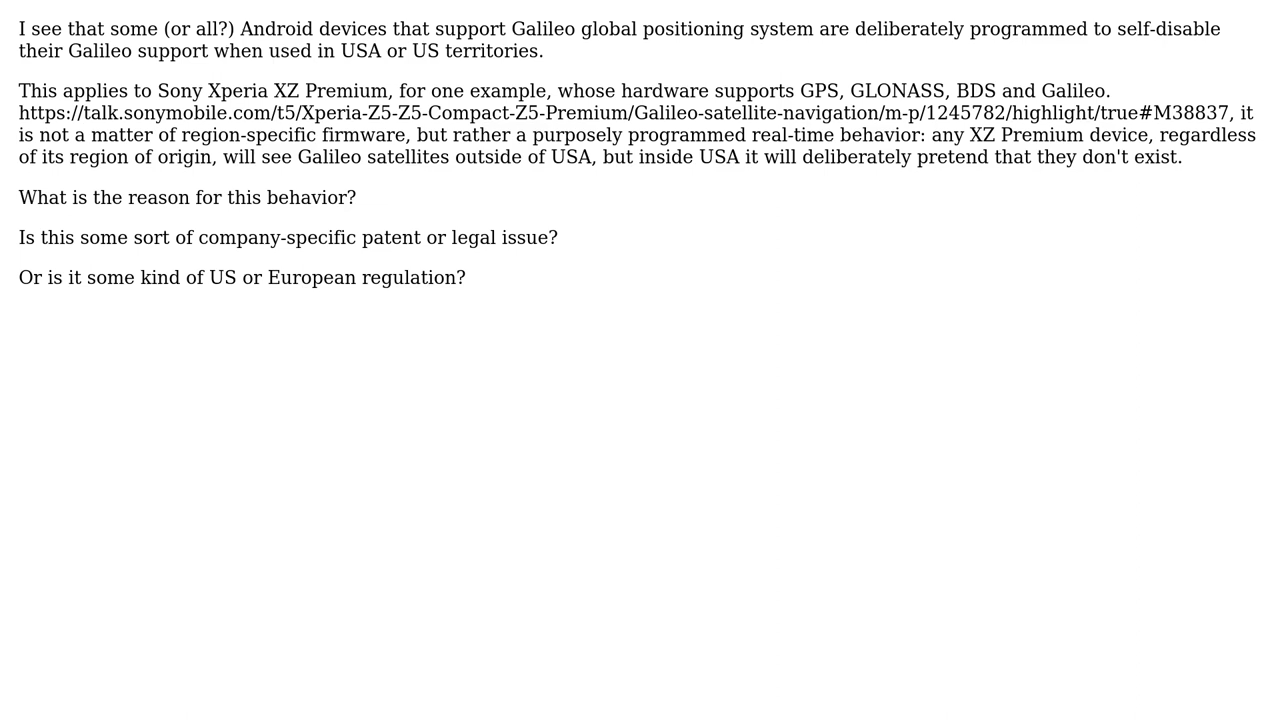 I see that some (or all?) Android devices that support Galileo global positioning system are deliberately programmed to self-disable
their Galileo support when used in USA or US territories.
This applies to Sony Xperia XZ Premium, for one example, whose hardware supports GPS, GLONASS, BDS and Galileo.
https://talk.sonymobile.com/t5/Xperia-Z5-Z5-Compact-Z5-Premium/Galileo-satellite-navigation/m-p/1245782/highlight/true#M38837, it
is not a matter of region-specific firmware, but rather a purposely programmed real-time behavior: any XZ Premium device, regardless
of its region of origin, will see Galileo satellites outside of USA, but inside USA it will deliberately pretend that they don't exist.
What is the reason for this behavior?
Is this some sort of company-specific patent or legal issue?
Or is it some kind of US or European regulation?